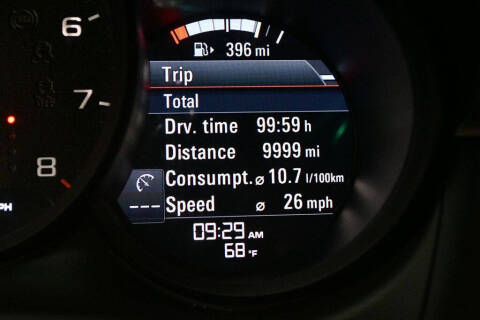 6
7
8
PH
396 mi
Trip
Total
Drv. time 99:59 h
Distance 9999 mi
Consumpt. ⌀ 10.7 l/100km
--- Speed ⌀ 26 mph
09:29 AM
68 °F